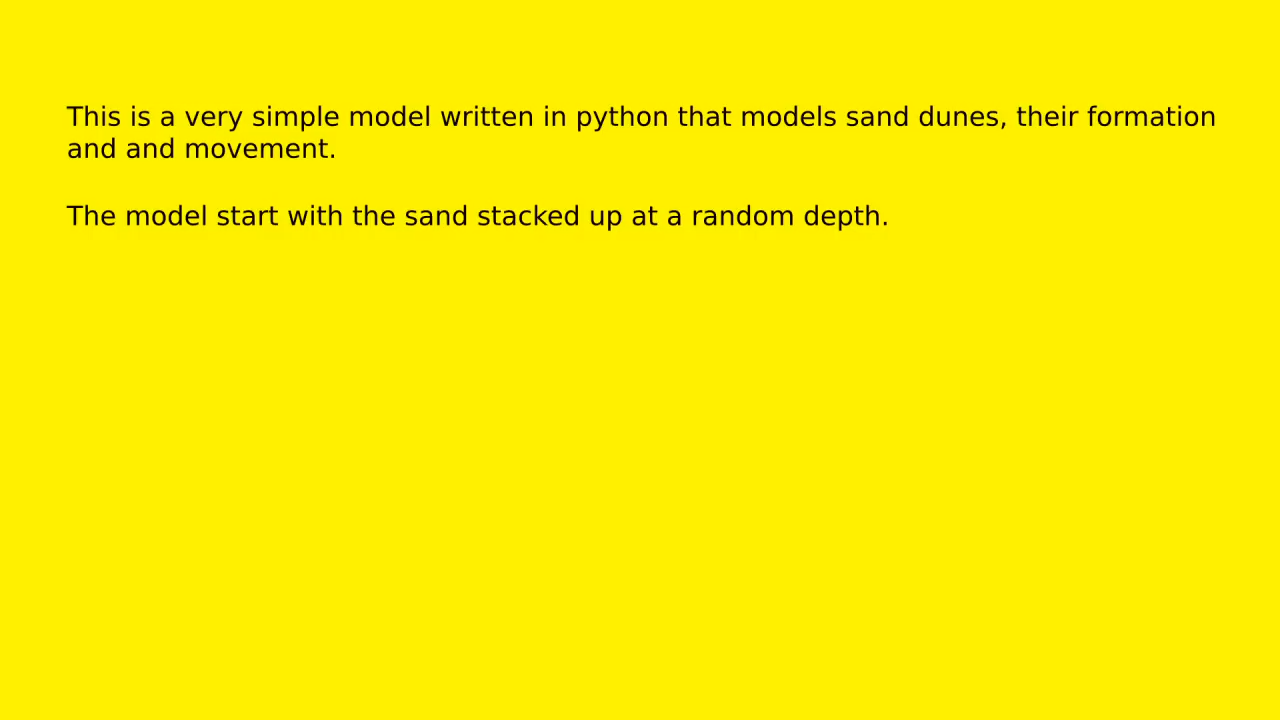 This is a very simple model written in python that models sand dunes, their formation
and and movement.
The model start with the sand stacked up at a random depth.